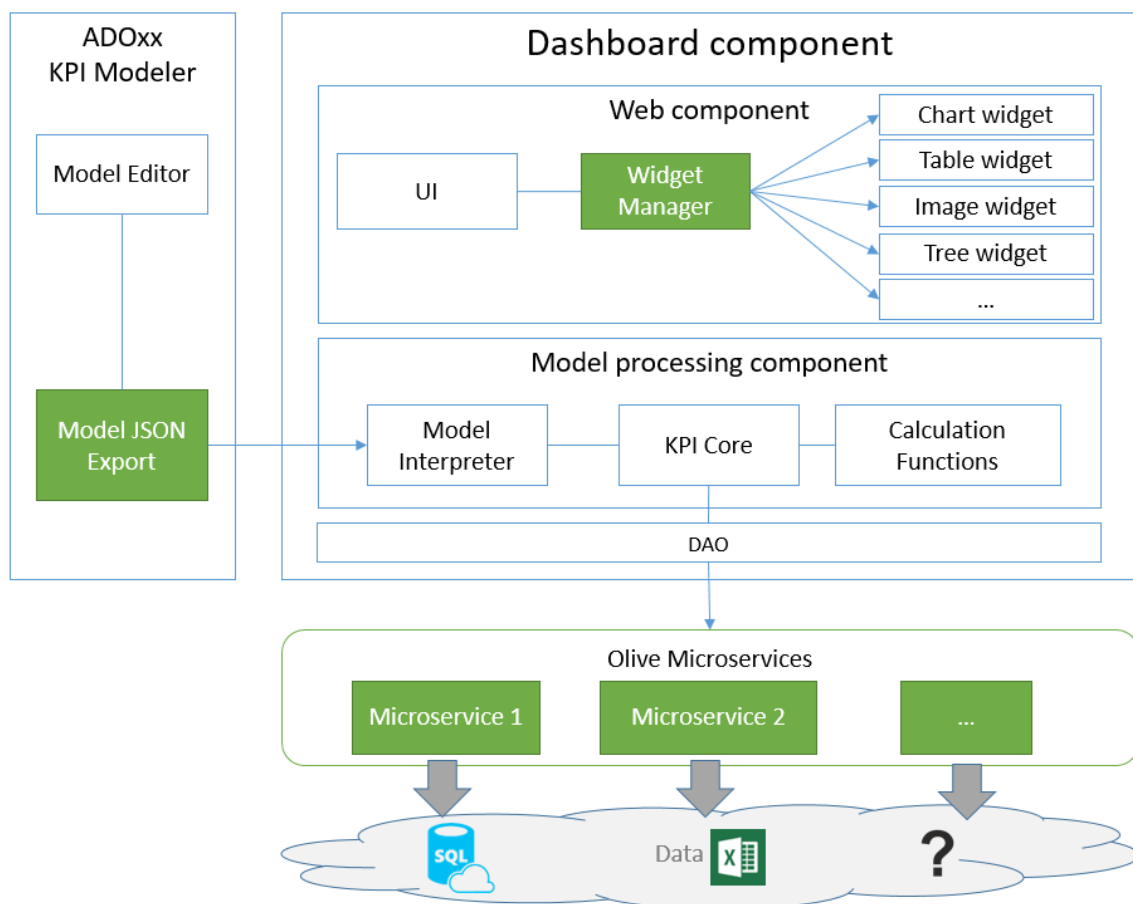 ADOxx
KPI Modeler
Model Editor
Model JSON
Export
Dashboard component
Web component
UI
Widget
Manager
Chart widget
Table widget
Image widget
Tree widget
...
Model processing component
Model
Interpreter
KPI Core
Calculation
Functions
DAO
Olive Microservices
Microservice 1
Microservice 2
...
SQL
Data
X
?